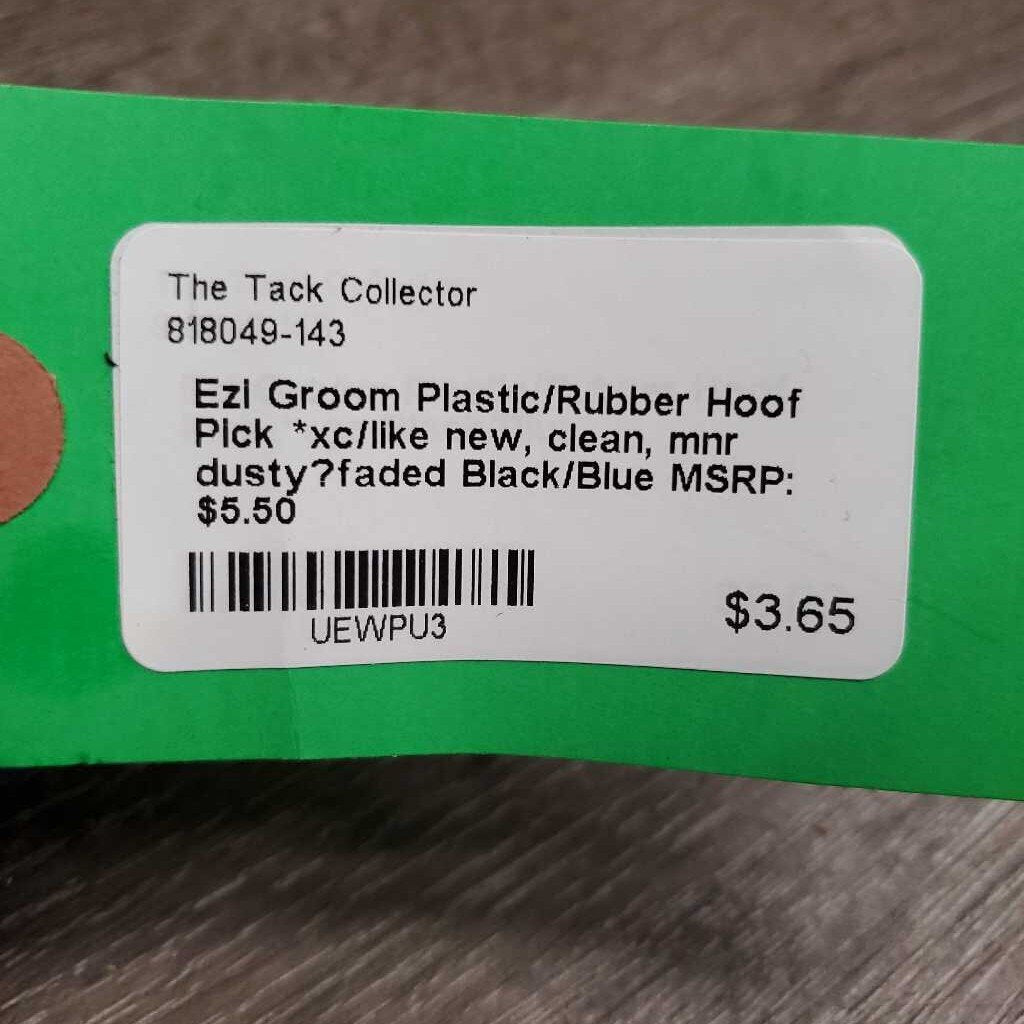 The Tack Collector
818049-143
Ezi Groom Plastic/Rubber Hoof
Pick *xc/like new, clean, mnr
dusty?faded Black/Blue MSRP:
$5.50
UEWPU3
$3.65